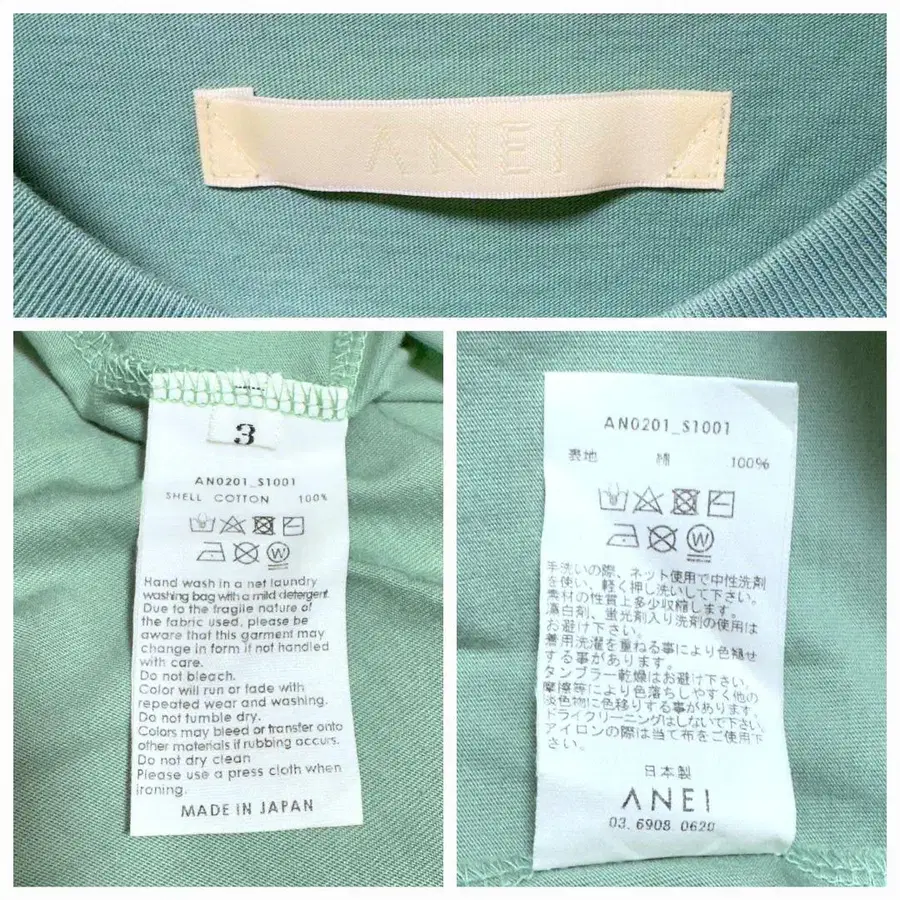 ANEI
3
AN0201_S1001
SHELL COTTON 100%
Hand wash in a net laundry
washing bag with a mild detergent.
Due to the fragile nature of
the fabric used, please be
aware that this garment may
change in form if not handled
with care.
Do not bleach.
Color will run or fade with
repeated wear and washing.
Do not tumble dry.
Colors may bleed or transfer onto
other materials if rubbing occurs.
Do not dry clean
Please use a press cloth when
ironing.
MADE IN JAPAN
AN0201_S1001
表地 綿 100%
手洗いの際、ネット使用で中性洗剤
を使い、軽く押し洗いして下さい。
素材の性質上多少収縮します。
漂白剤、蛍光剤入り洗剤の使用は
お避け下さい。
着用洗濯を重ねる事により色褪せ
する事があります。
タンブラー乾燥はお避け下さい。
摩擦等により色落ちしやすく他の
淡色物に色移りする事があります。
ドライクリーニングはしないで下さい。
アイロンの際は当て布をご使用下
さい。
日本製
ANEI
03.6908.0620